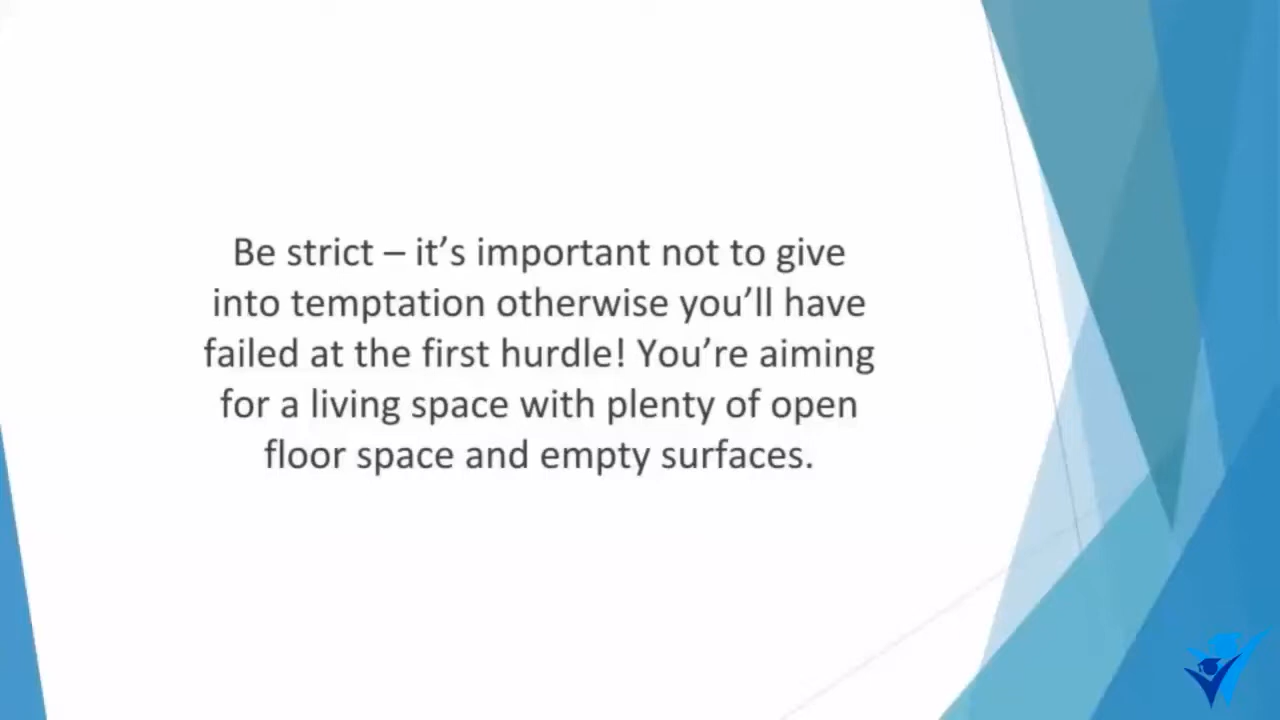 Be strict – it’s important not to give
into temptation otherwise you’ll have
failed at the first hurdle! You’re aiming
for a living space with plenty of open
floor space and empty surfaces.